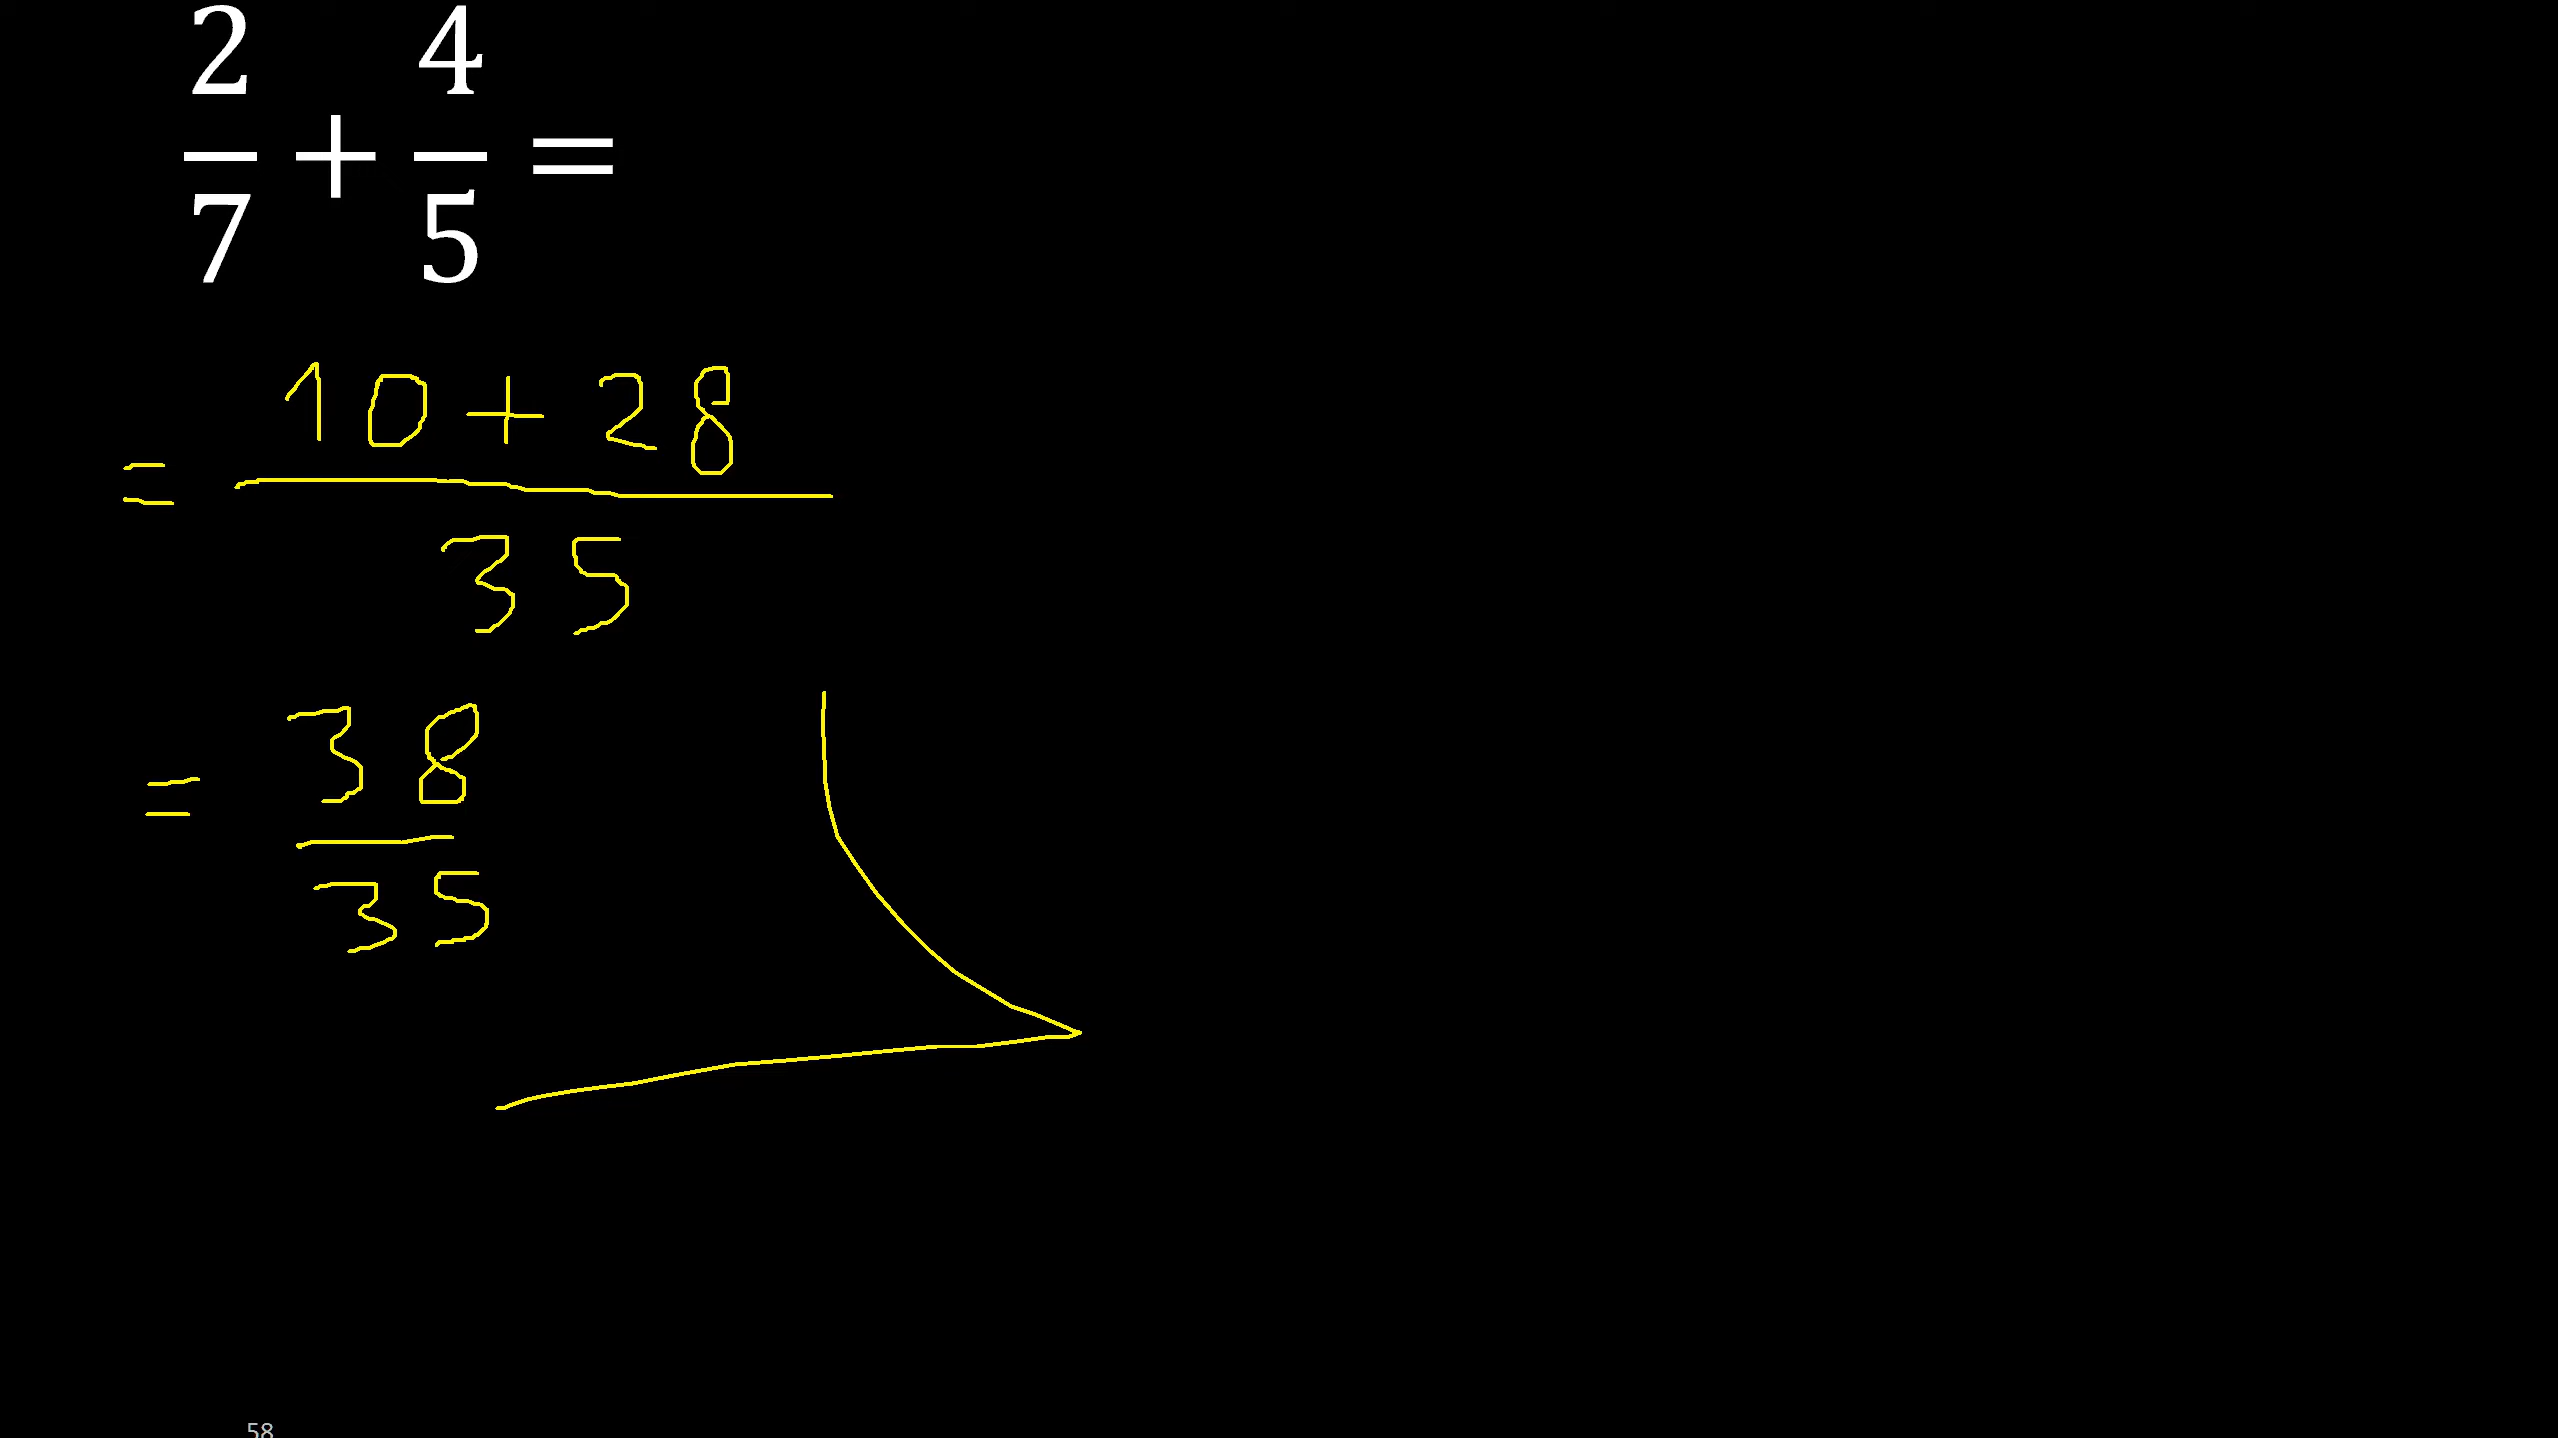 2/7 + 4/5 =
= 10 + 28 / 35
= 38 / 35
58